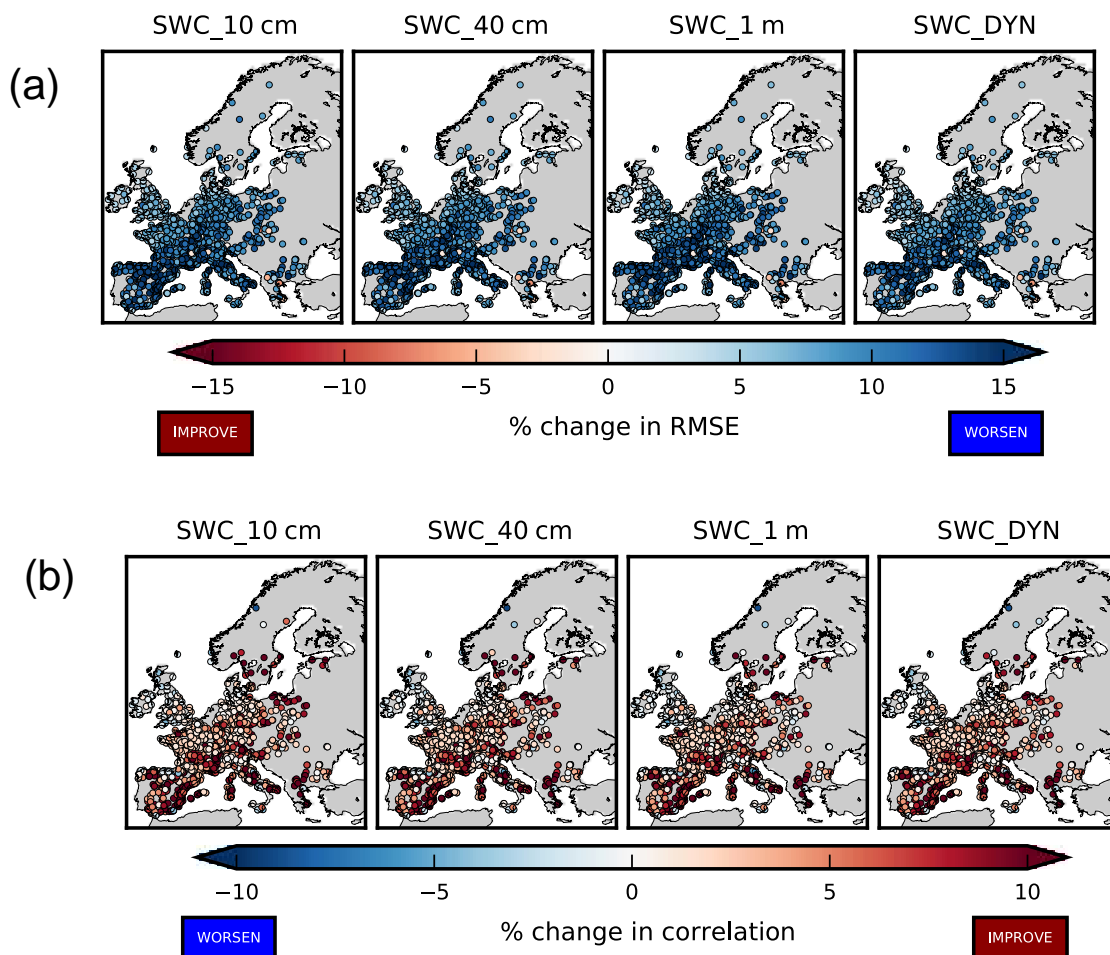 SWC_10 cm SWC_40 cm SWC_1 m SWC_DYN
(a)
−15 −10 −5 0 5 10 15
IMPROVE % change in RMSE WORSEN
SWC_10 cm SWC_40 cm SWC_1 m SWC_DYN
(b)
−10 −5 0 5 10
WORSEN % change in correlation IMPROVE